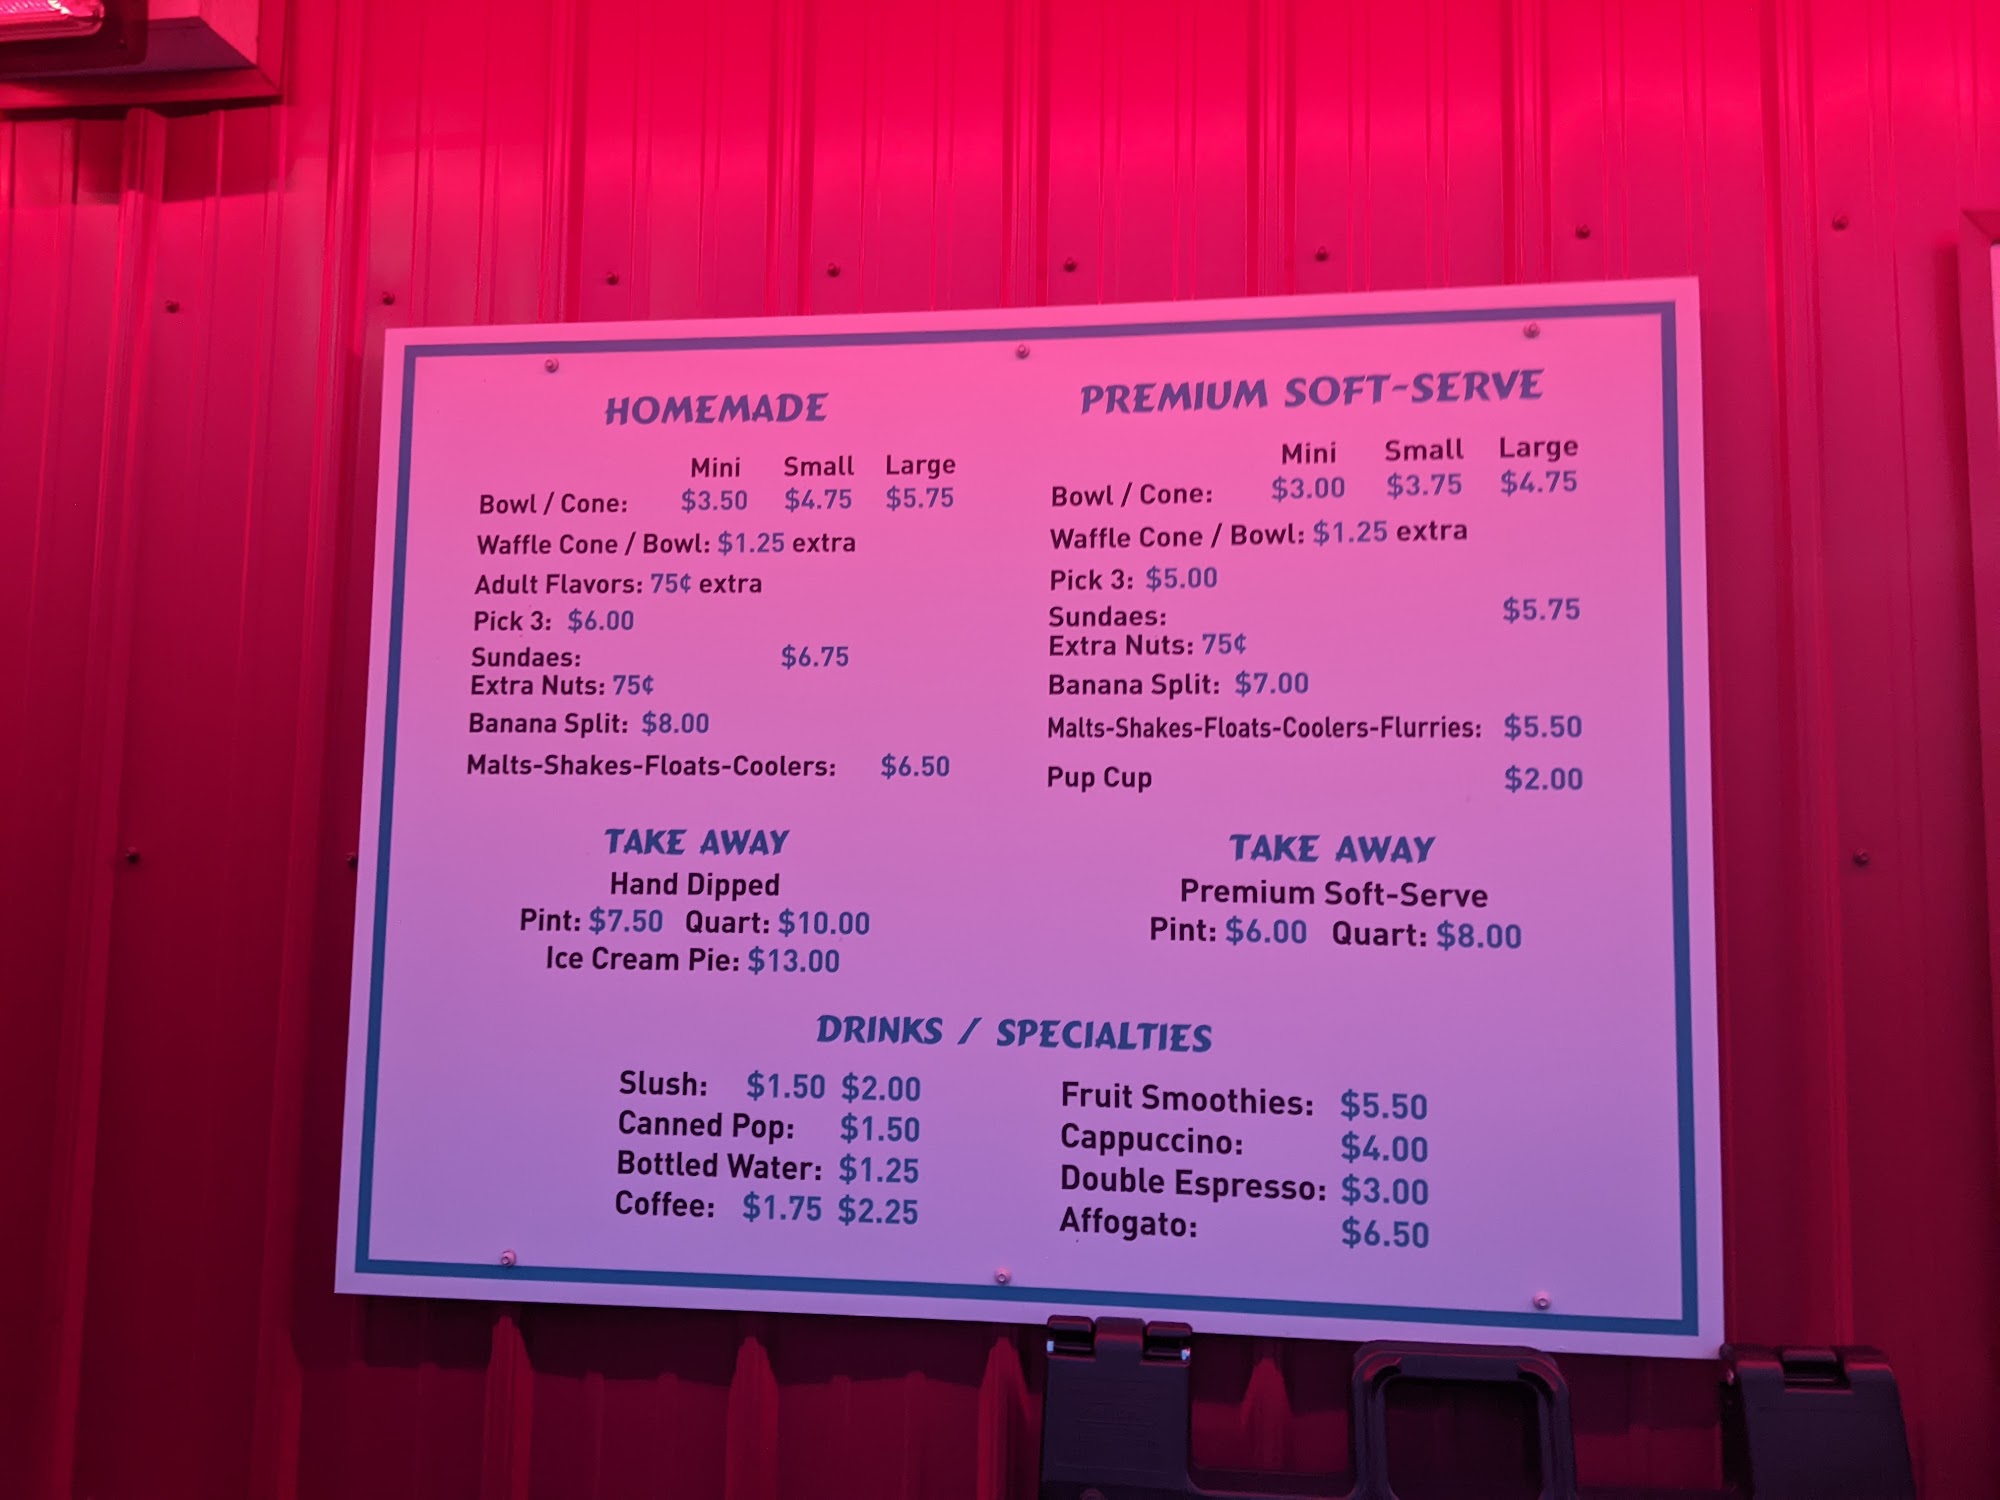 HOMEMADE
Mini Small Large
Bowl / Cone: $3.50 $4.75 $5.75
Waffle Cone / Bowl: $1.25 extra
Adult Flavors: 75¢ extra
Pick 3: $6.00
Sundaes: $6.75
Extra Nuts: 75¢
Banana Split: $8.00
Malts-Shakes-Floats-Coolers: $6.50
TAKE AWAY
Hand Dipped
Pint: $7.50 Quart: $10.00
Ice Cream Pie: $13.00
PREMIUM SOFT-SERVE
Mini Small Large
Bowl / Cone: $3.00 $3.75 $4.75
Waffle Cone / Bowl: $1.25 extra
Pick 3: $5.00
Sundaes: $5.75
Extra Nuts: 75¢
Banana Split: $7.00
Malts-Shakes-Floats-Coolers-Flurries: $5.50
Pup Cup $2.00
TAKE AWAY
Premium Soft-Serve
Pint: $6.00 Quart: $8.00
DRINKS / SPECIALTIES
Slush: $1.50 $2.00
Canned Pop: $1.50
Bottled Water: $1.25
Coffee: $1.75 $2.25
Fruit Smoothies: $5.50
Cappuccino: $4.00
Double Espresso: $3.00
Affogato: $6.50